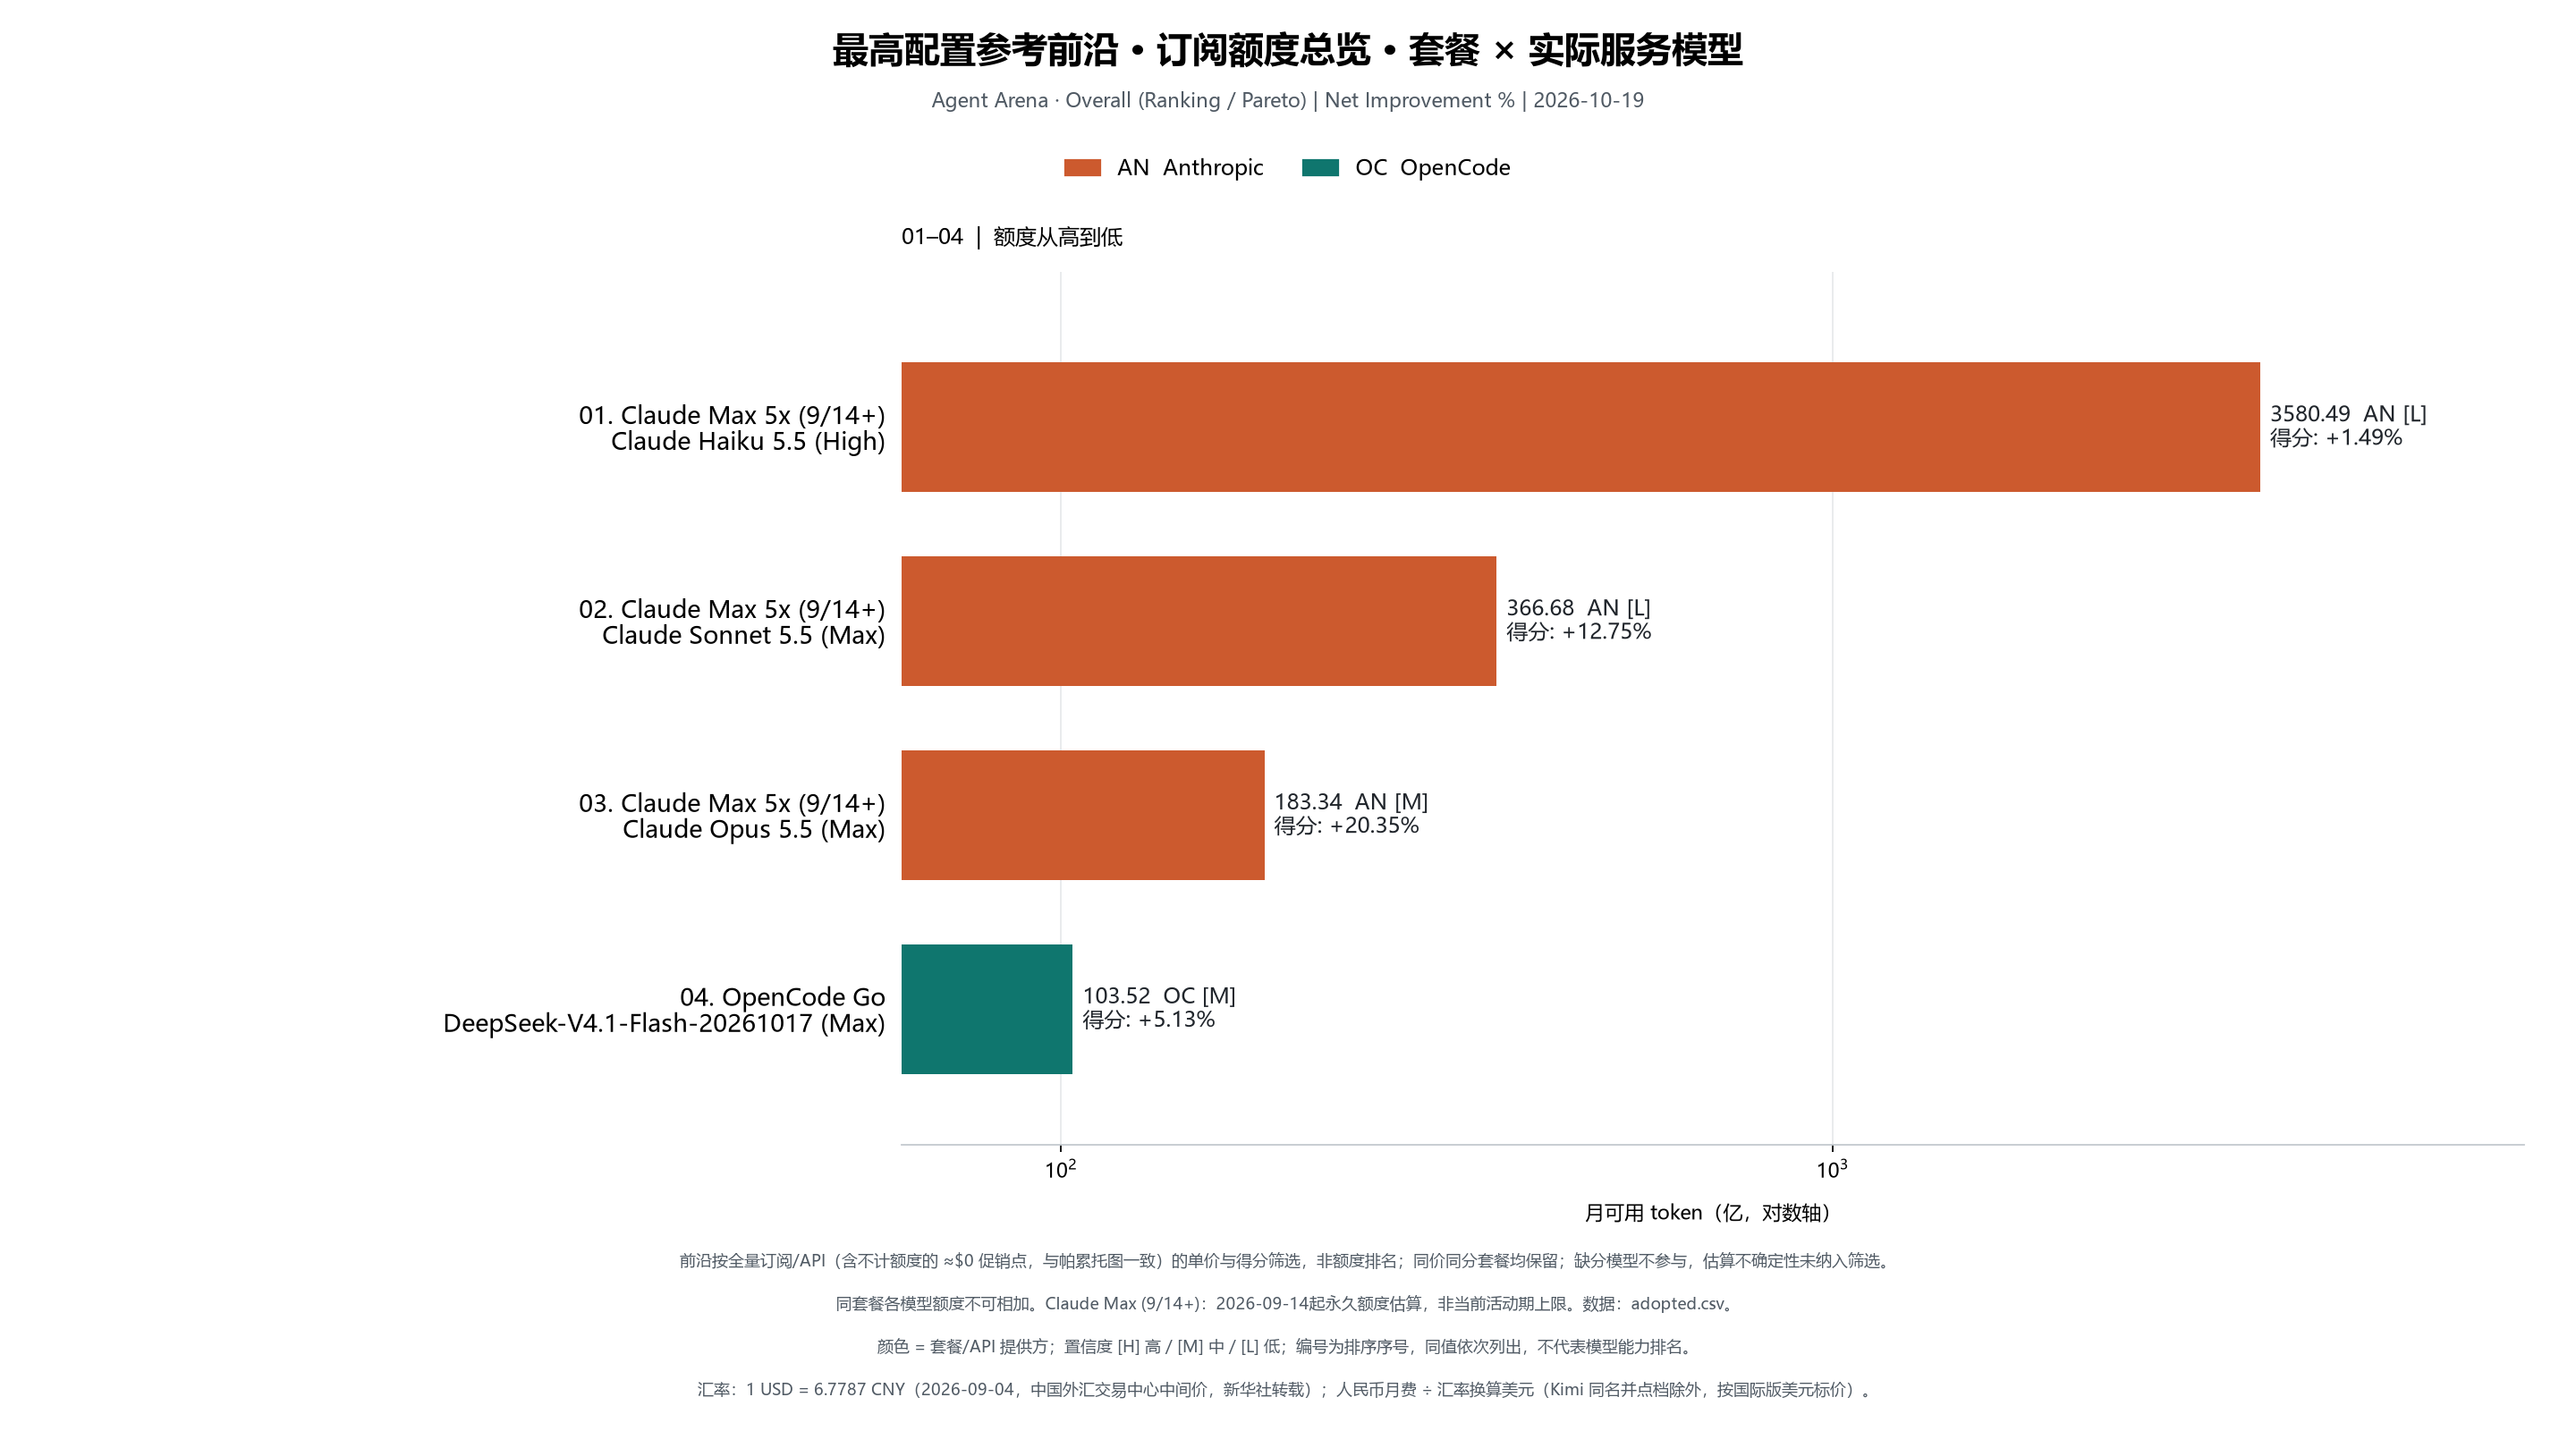 最高配置参考前沿 • 订阅额度总览 • 套餐 × 实际服务模型
Agent Arena · Overall (Ranking / Pareto) | Net Improvement % | 2026-10-19
AN Anthropic
OC OpenCode
01–04 | 额度从高到低
01. Claude Max 5x (9/14+)
Claude Haiku 5.5 (High)
3580.49 AN [L]
得分: +1.49%
02. Claude Max 5x (9/14+)
Claude Sonnet 5.5 (Max)
366.68 AN [L]
得分: +12.75%
03. Claude Max 5x (9/14+)
Claude Opus 5.5 (Max)
183.34 AN [M]
得分: +20.35%
04. OpenCode Go
DeepSeek-V4.1-Flash-20261017 (Max)
103.52 OC [M]
得分: +5.13%
10²
10³
月可用 token（亿，对数轴）
前沿按全量订阅/API（含不计额度的 ≈$0 促销点，与帕累托图一致）的单价与得分筛选，非额度排名；同价同分套餐均保留；缺分模型不参与，估算不确定性未纳入筛选。
同套餐各模型额度不可相加。Claude Max (9/14+)：2026-09-14起永久额度估算，非当前活动期上限。数据：adopted.csv。
颜色 = 套餐/API 提供方；置信度 [H] 高 / [M] 中 / [L] 低；编号为排序序号，同值依次列出，不代表模型能力排名。
汇率：1 USD = 6.7787 CNY（2026-09-04，中国外汇交易中心中间价，新华社转载）；人民币月费 ÷ 汇率换算美元（Kimi 同名并点档除外，按国际版美元标价）。